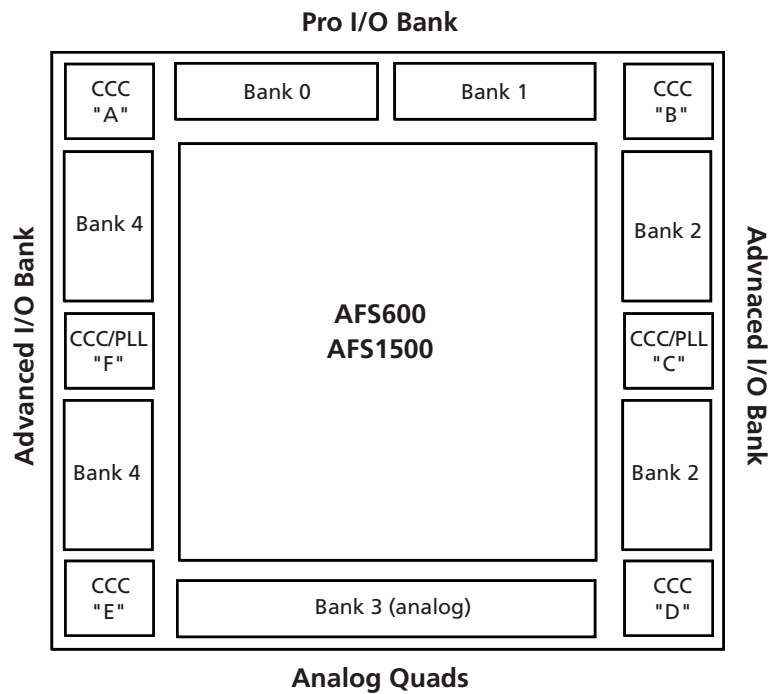 Pro I/O Bank
CCC
"A"
Bank 0
Bank 1
CCC
"B"
Bank 4
Bank 2
Advanced I/O Bank
AFS600
AFS1500
Advnaced I/O Bank
CCC/PLL
"F"
CCC/PLL
"C"
Bank 4
Bank 2
CCC
"E"
Bank 3 (analog)
CCC
"D"
Analog Quads